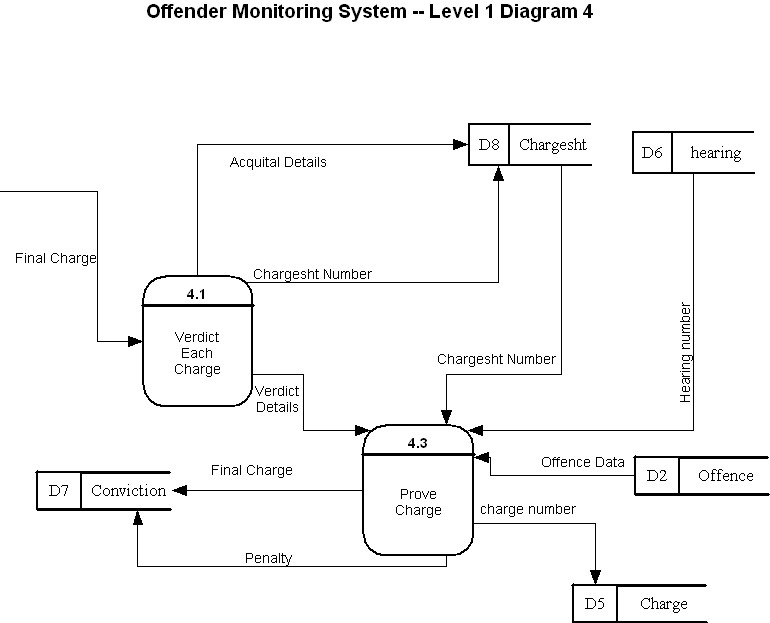 Offender Monitoring System -- Level 1 Diagram 4
D8 Chargesht
D6 hearing
Acquital Details
Final Charge
Chargesht Number
4.1
Verdict
Each
Charge
Hearing number
Chargesht Number
Verdict
Details
4.3
Prove
Charge
Offence Data
D2 Offence
Final Charge
D7 Conviction
charge number
Penalty
D5 Charge